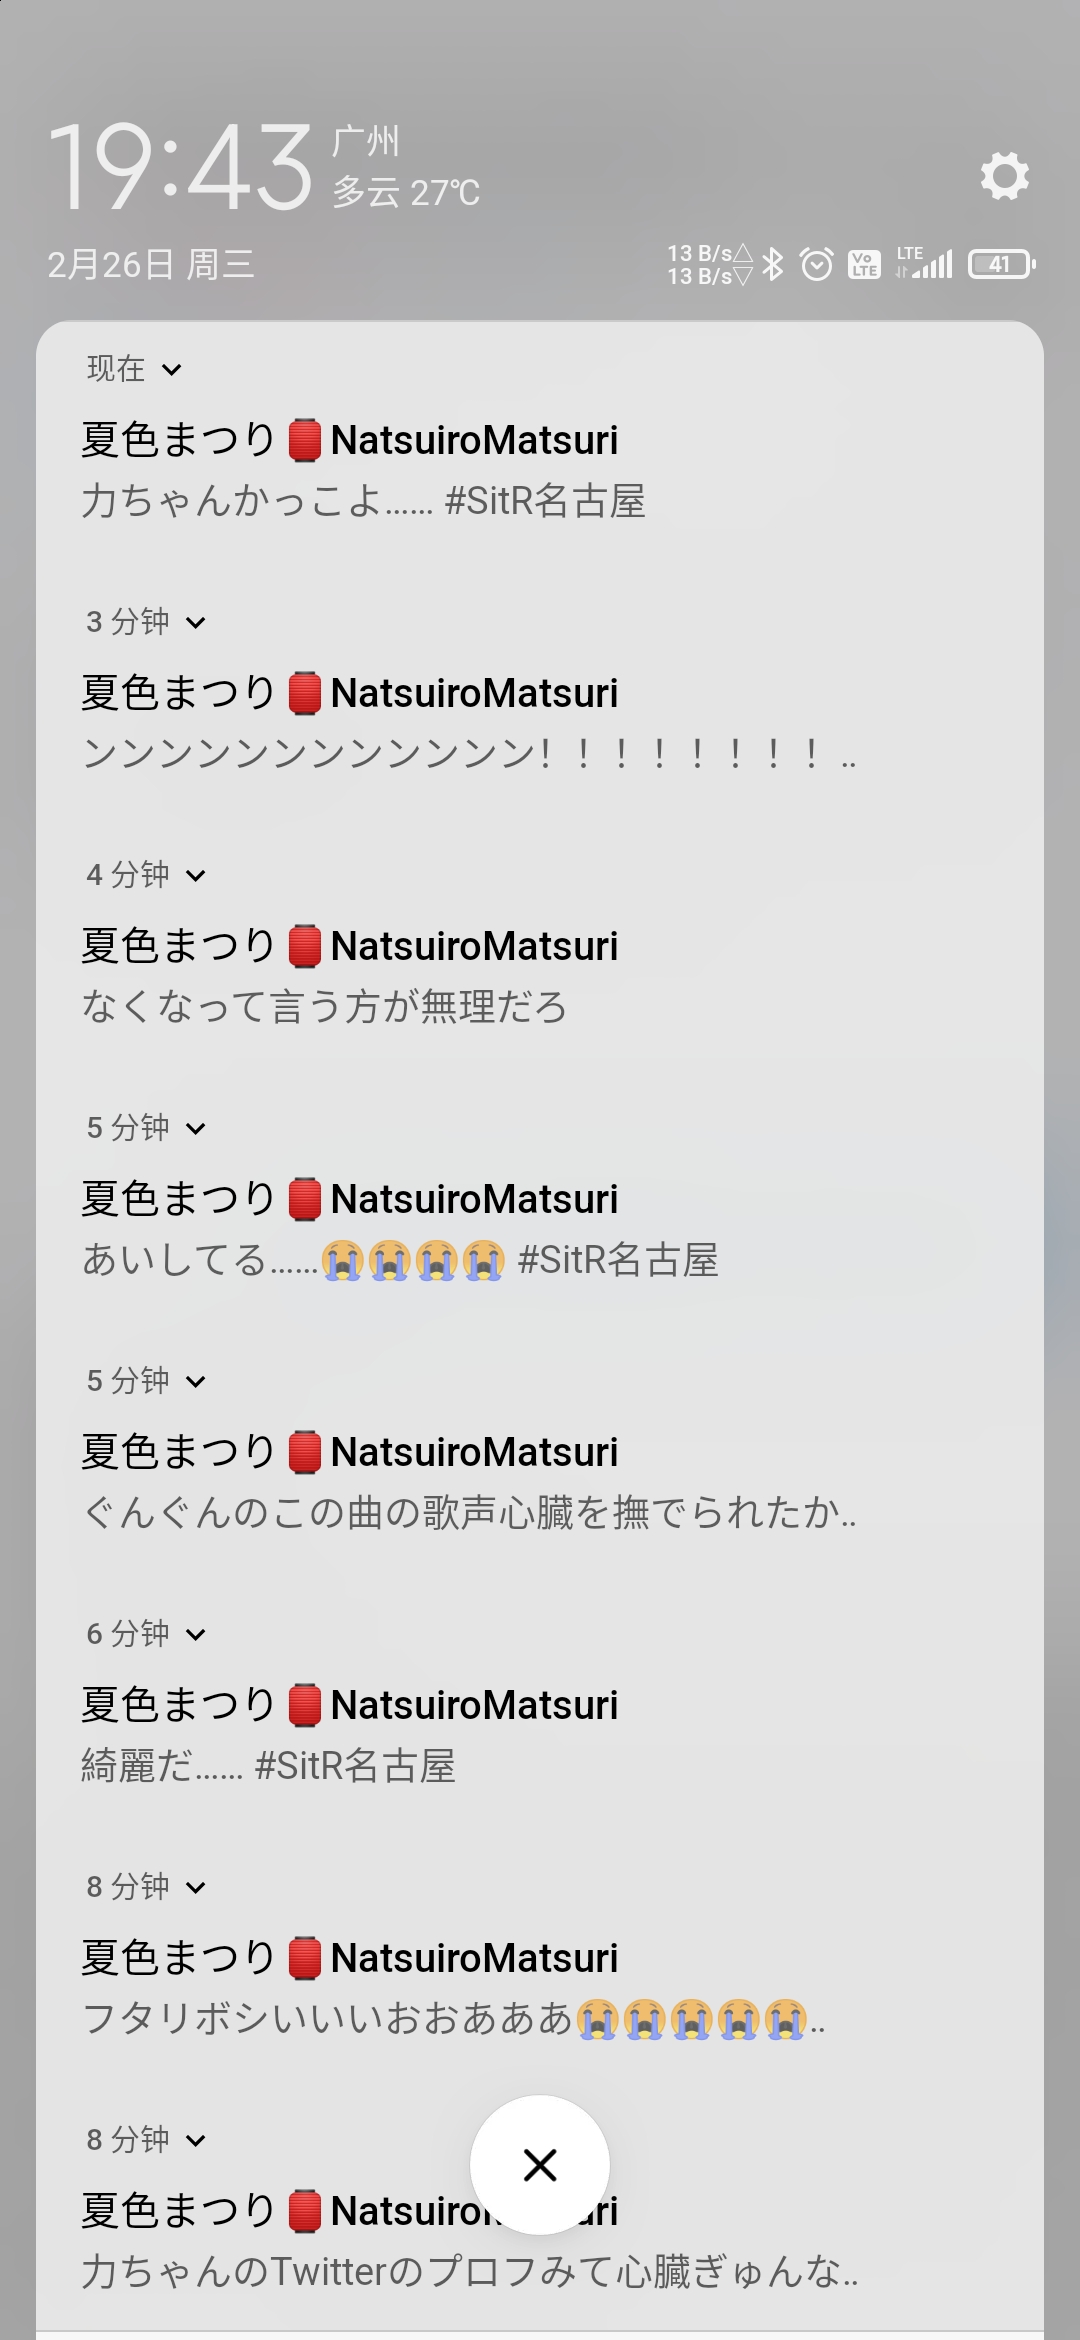 19:43
广州
多云 27℃
2月26日 周三
13 B/s△
13 B/s▽
Vo LTE
LTE
41
现在
夏色まつり🏮NatsuiroMatsuri
力ちゃんかっこよ…… #SitR名古屋
3 分钟
夏色まつり🏮NatsuiroMatsuri
ンンンンンンンンンンンン！！！！！！！！..
4 分钟
夏色まつり🏮NatsuiroMatsuri
なくなって言う方が無理だろ
5 分钟
夏色まつり🏮NatsuiroMatsuri
あいしてる……😭😭😭😭 #SitR名古屋
5 分钟
夏色まつり🏮NatsuiroMatsuri
ぐんぐんのこの曲の歌声心臓を撫でられたか..
6 分钟
夏色まつり🏮NatsuiroMatsuri
綺麗だ…… #SitR名古屋
8 分钟
夏色まつり🏮NatsuiroMatsuri
フタリボシいいいおおあああ😭😭😭😭😭..
8 分钟
夏色まつり🏮
力ちゃんのTwitterのプロフみて心臓ぎゅんな..